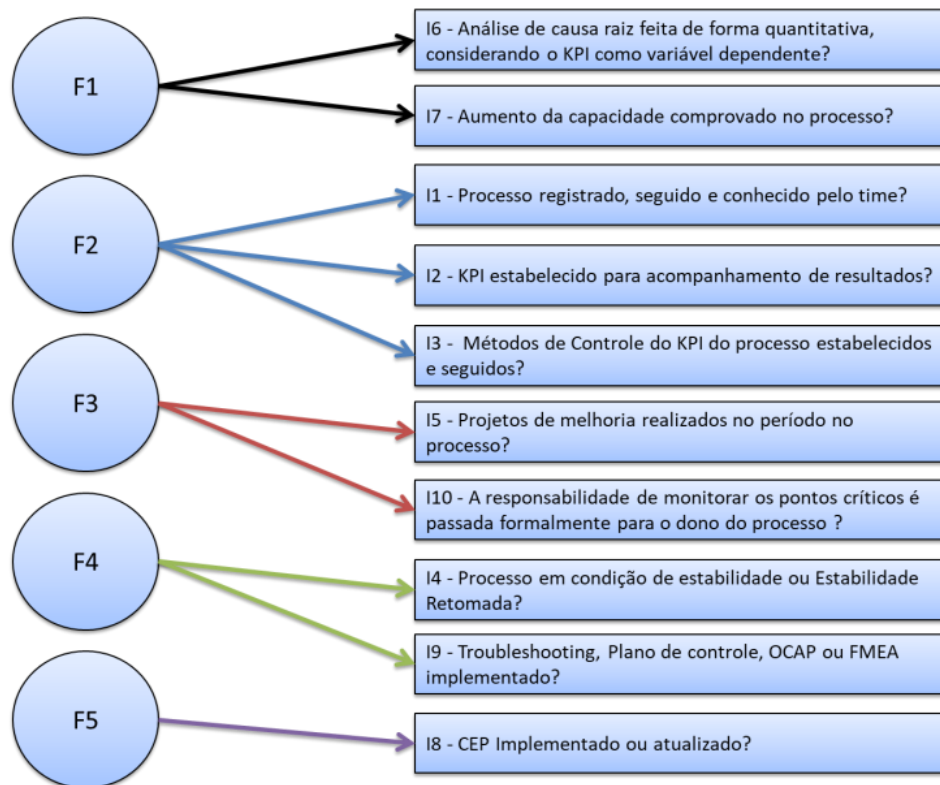 F1
I6 - Análise de causa raiz feita de forma quantitativa,
considerando o KPI como variável dependente?
I7 - Aumento da capacidade comprovado no processo?
F2
I1 - Processo registrado, seguido e conhecido pelo time?
I2 - KPI estabelecido para acompanhamento de resultados?
I3 - Métodos de Controle do KPI do processo estabelecidos
e seguidos?
F3
I5 - Projetos de melhoria realizados no período no
processo?
I10 - A responsabilidade de monitorar os pontos críticos é
passada formalmente para o dono do processo ?
F4
I4 - Processo em condição de estabilidade ou Estabilidade
Retomada?
I9 - Troubleshooting, Plano de controle, OCAP ou FMEA
implementado?
F5
I8 - CEP Implementado ou atualizado?